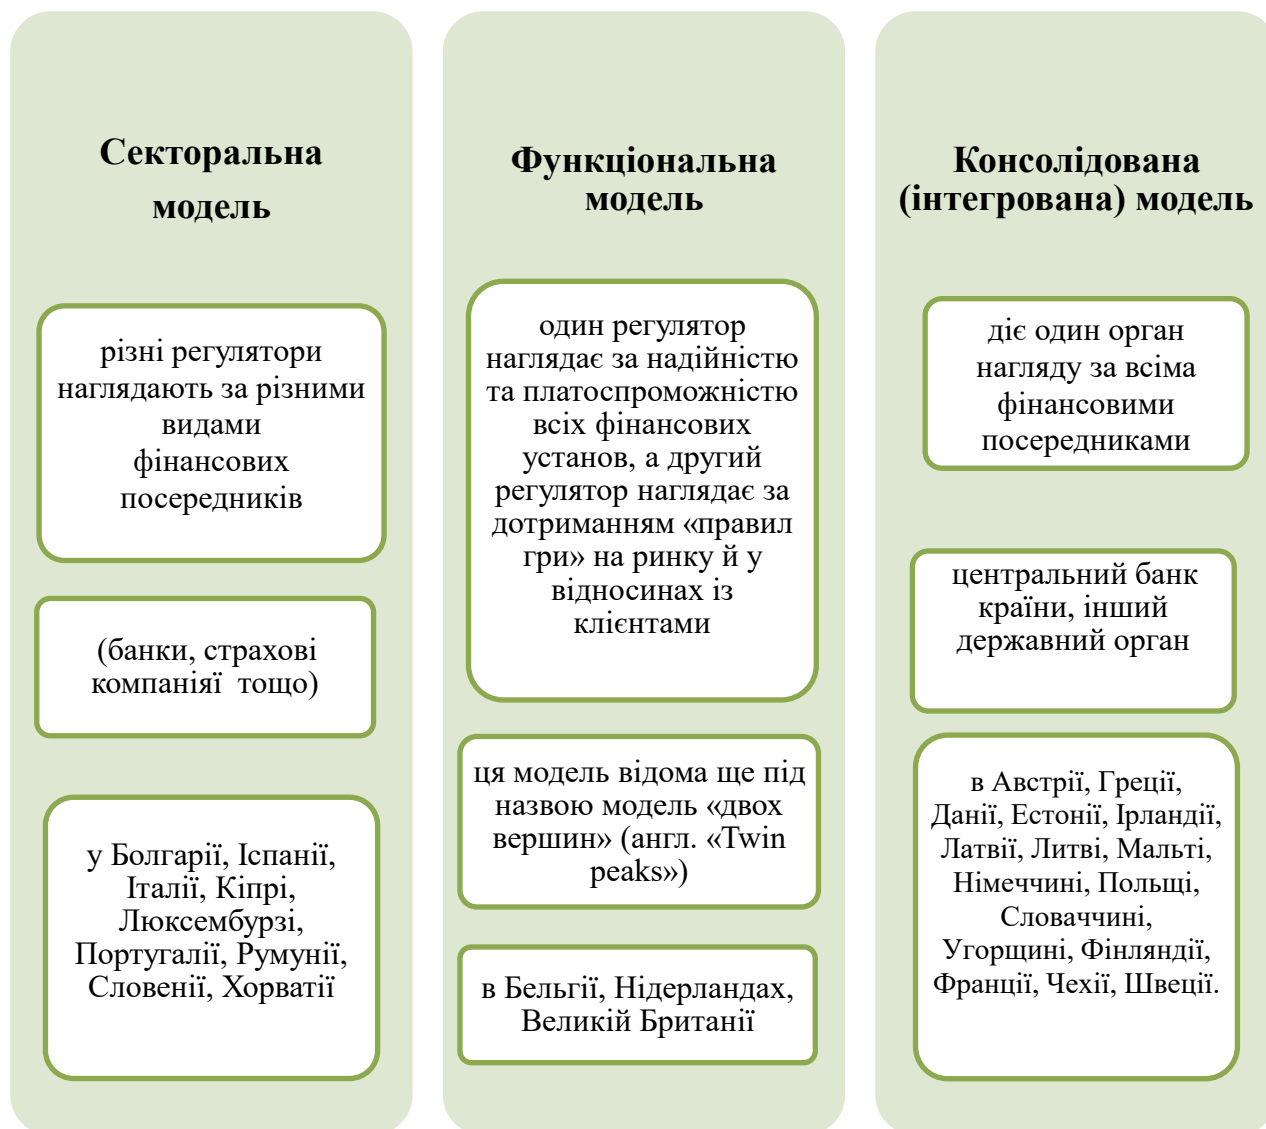 Секторальна
модель
різні регулятори
наглядають за різними
видами
фінансових
посередників
(банки, страхові
компаніяї тощо)
у Болгарії, Іспанії,
Італії, Кіпрі,
Люксембурзі,
Португалії, Румунії,
Словенії, Хорватії
Функціональна
модель
один регулятор
наглядає за надійністю
та платоспроможністю
всіх фінансових
установ, а другий
регулятор наглядає за
дотриманням «правил
гри» на ринку й у
відносинах із
клієнтами
ця модель відома ще під
назвою модель «двох
вершин» (англ. «Twin
peaks»)
в Бельгії, Нідерландах,
Великій Британії
Консолідована
(інтегрована) модель
діє один орган
нагляду за всіма
фінансовими
посередниками
центральний банк
країни, інший
державний орган
в Австрії, Греції,
Данії, Естонії, Ірландії,
Латвії, Литві, Мальті,
Німеччині, Польщі,
Словаччині,
Угорщині, Фінляндії,
Франції, Чехії, Швеції.